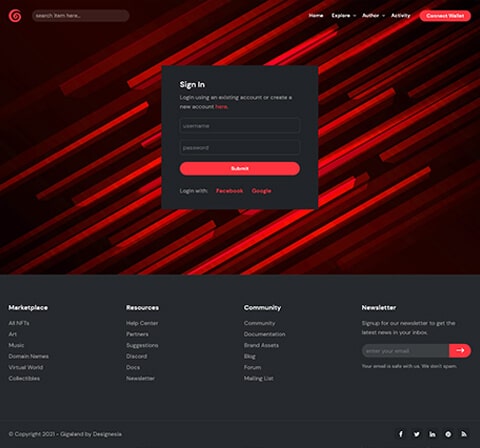 search item here...
Home Explore Author Activity Connect Wallet
Sign In
Login using an existing account or create a
new account here.
username
password
Submit
Login with: Facebook Google
Marketplace
All NFTs
Art
Music
Domain Names
Virtual World
Collectibles
Resources
Help Center
Partners
Suggestions
Discord
Docs
Newsletter
Community
Community
Documentation
Brand Assets
Blog
Forum
Mailing List
Newsletter
Signup for our newsletter to get the
latest news in your inbox.
enter your email
Your email is safe with us. We don't spam.
© Copyright 2021 - Gigaland by Designesia